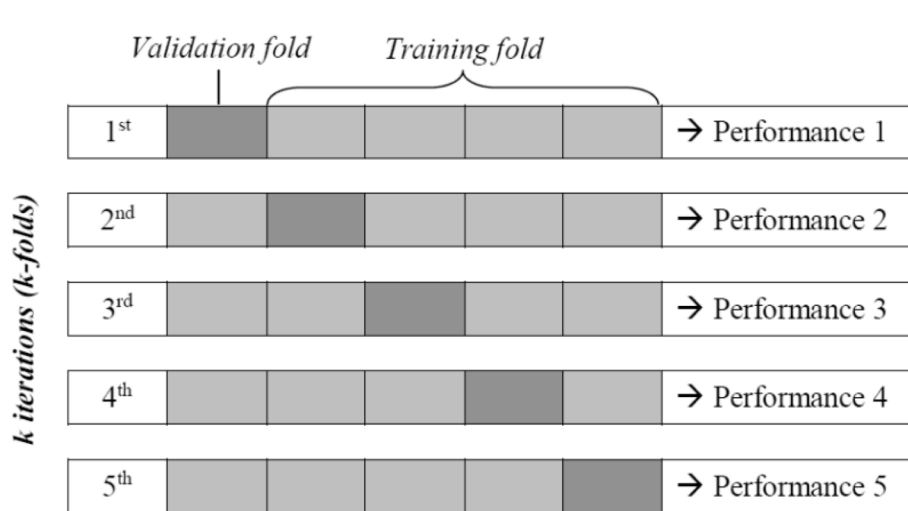 Validation fold
Training fold
1st → Performance 1
2nd → Performance 2
3rd → Performance 3
4th → Performance 4
5th → Performance 5
k iterations (k-folds)